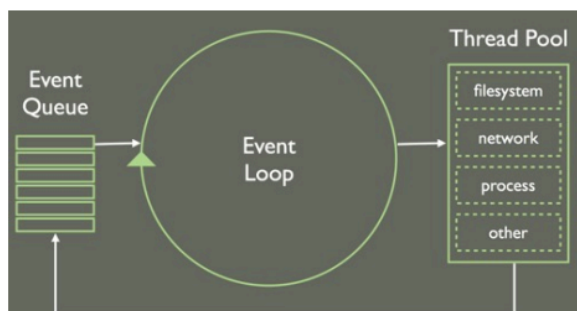 Event
Queue
Event
Loop
Thread Pool
filesystem
network
process
other